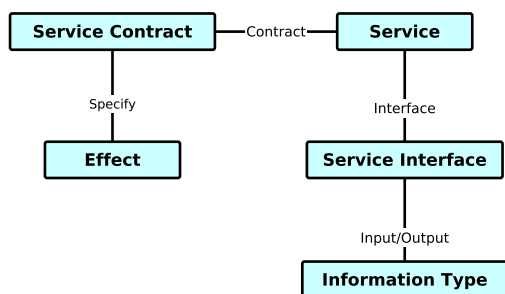 Service Contract
Contract
Service
Specify
Interface
Effect
Service Interface
Input/Output
Information Type